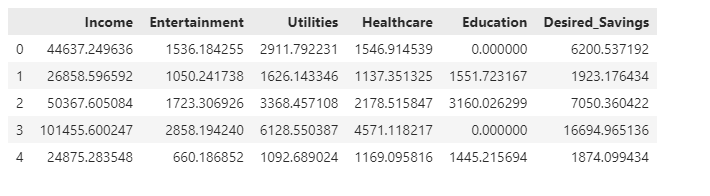 Income Entertainment Utilities Healthcare Education Desired_Savings
0 44637.249636 1536.184255 2911.792231 1546.914539 0.000000 6200.537192
1 26858.596592 1050.241738 1626.143346 1137.351325 1551.723167 1923.176434
2 50367.605084 1723.306926 3368.457108 2178.515847 3160.026299 7050.360422
3 101455.600247 2858.194240 6128.550387 4571.118217 0.000000 16694.965136
4 24875.283548 660.186852 1092.689024 1169.095816 1445.215694 1874.099434